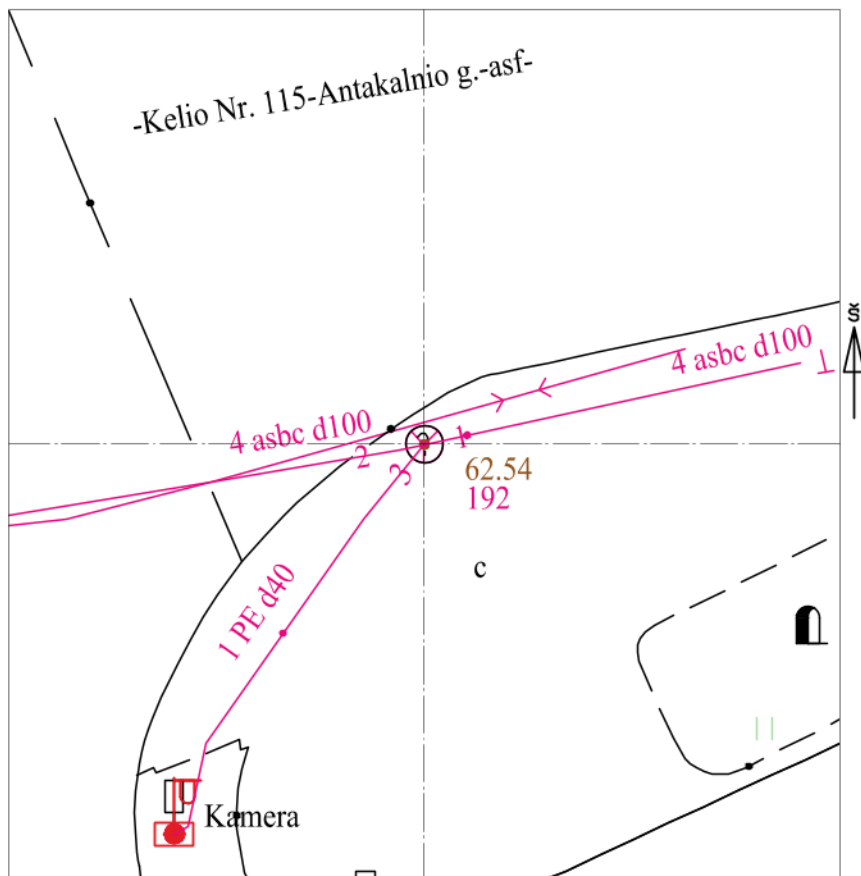 -Kelio Nr. 115-Antakalnio g.-asf-
š
4 asbc d100
4 asbc d100
2
1
3
62.54
192
c
1 PE d40
Kamera